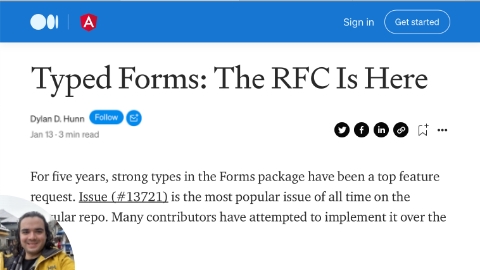 Sign in
Get started
Typed Forms: The RFC Is Here
Dylan D. Hunn Follow
Jan 13 · 3 min read
For five years, strong types in the Forms package have been a top feature
request. Issue (#13721) is the most popular issue of all time on the
repo. Many contributors have attempted to implement it over the